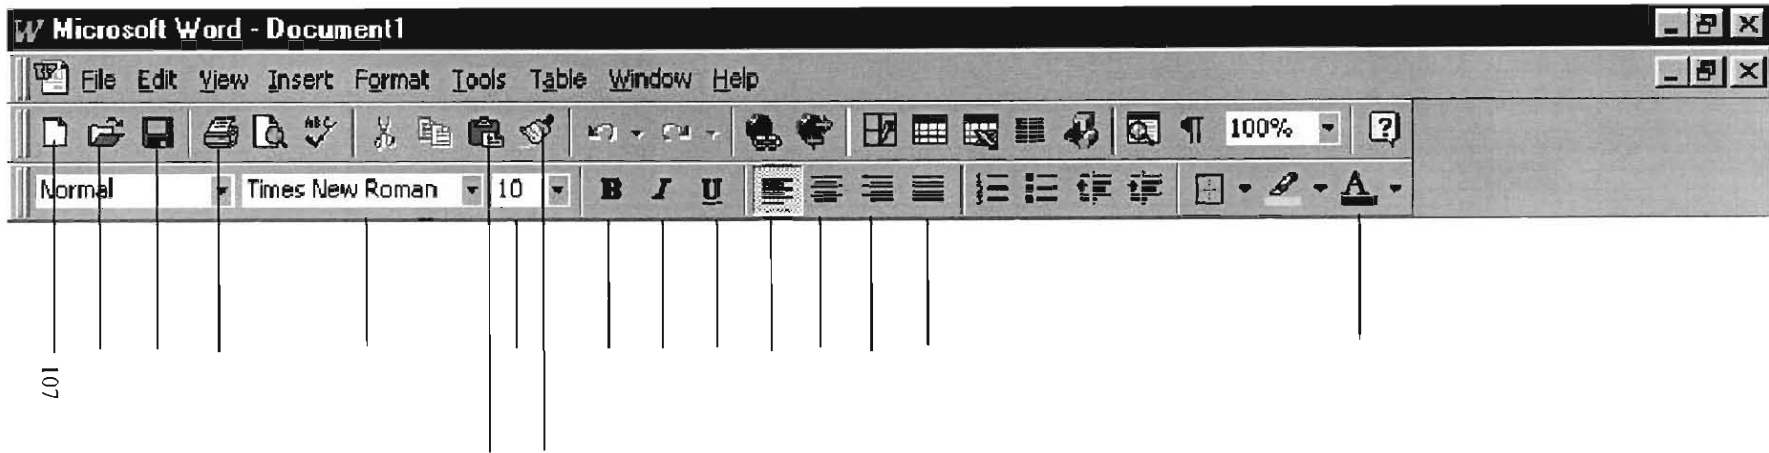 W Microsoft Word - Document1
File Edit View Insert Format Tools Table Window Help
ABC 100% ?
Normal Times New Roman 10 B I U A
107